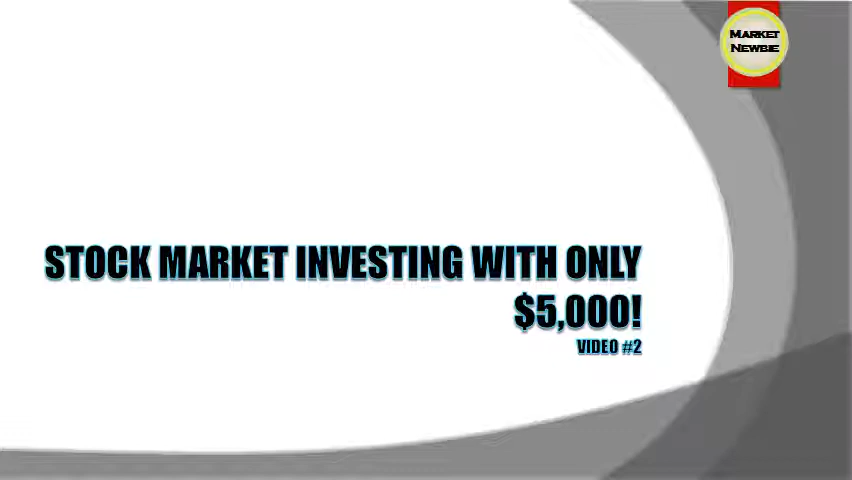 MARKET
NEWBIE
STOCK MARKET INVESTING WITH ONLY
$5,000!
VIDEO #2